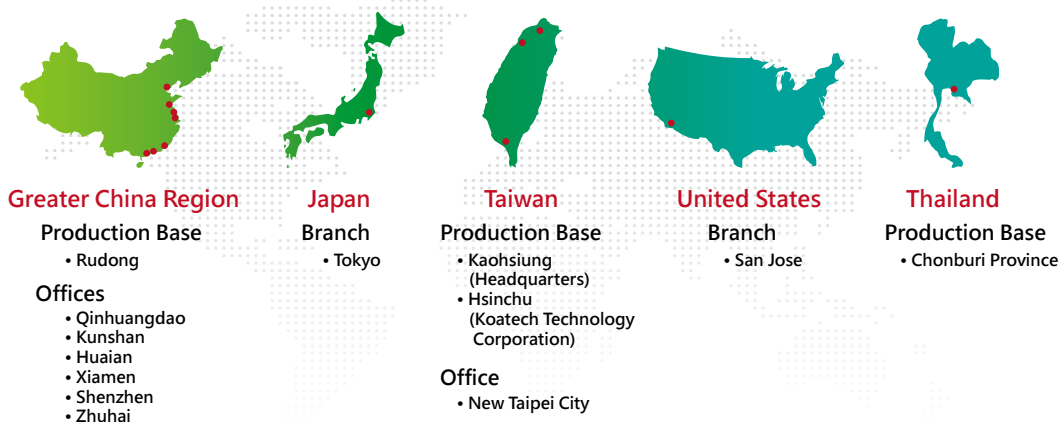 Greater China Region
Production Base
• Rudong
Offices
• Qinhuangdao
• Kunshan
• Huaian
• Xiamen
• Shenzhen
• Zhuhai
Japan
Branch
• Tokyo
Taiwan
Production Base
• Kaohsiung
(Headquarters)
• Hsinchu
(Koatech Technology
Corporation)
Office
• New Taipei City
United States
Branch
• San Jose
Thailand
Production Base
• Chonburi Province